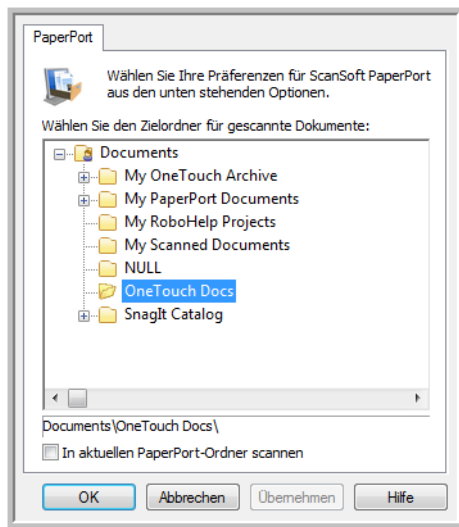 PaperPort
Wählen Sie Ihre Präferenzen für ScanSoft PaperPort
aus den unten stehenden Optionen.
Wählen Sie den Zielordner für gescannte Dokumente:
Documents
My OneTouch Archive
My PaperPort Documents
My RoboHelp Projects
My Scanned Documents
NULL
OneTouch Docs
SnagIt Catalog
Documents\OneTouch Docs\
In aktuellen PaperPort-Ordner scannen
OK Abbrechen Übernehmen Hilfe